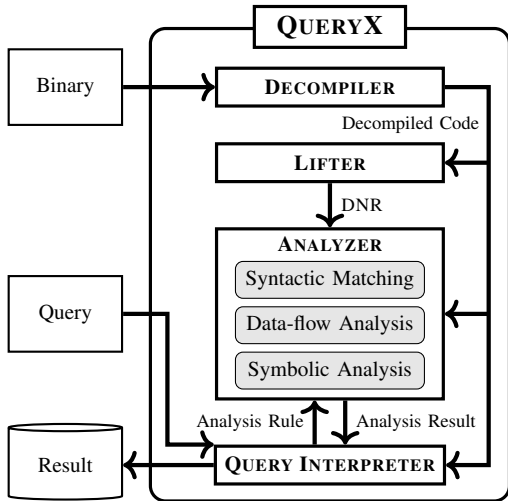 QUERYX
Binary
DECOMPILER
Decompiled Code
LIFTER
DNR
ANALYZER
Syntactic Matching
Query
Data-flow Analysis
Symbolic Analysis
Analysis Rule
Analysis Result
Result
QUERY INTERPRETER